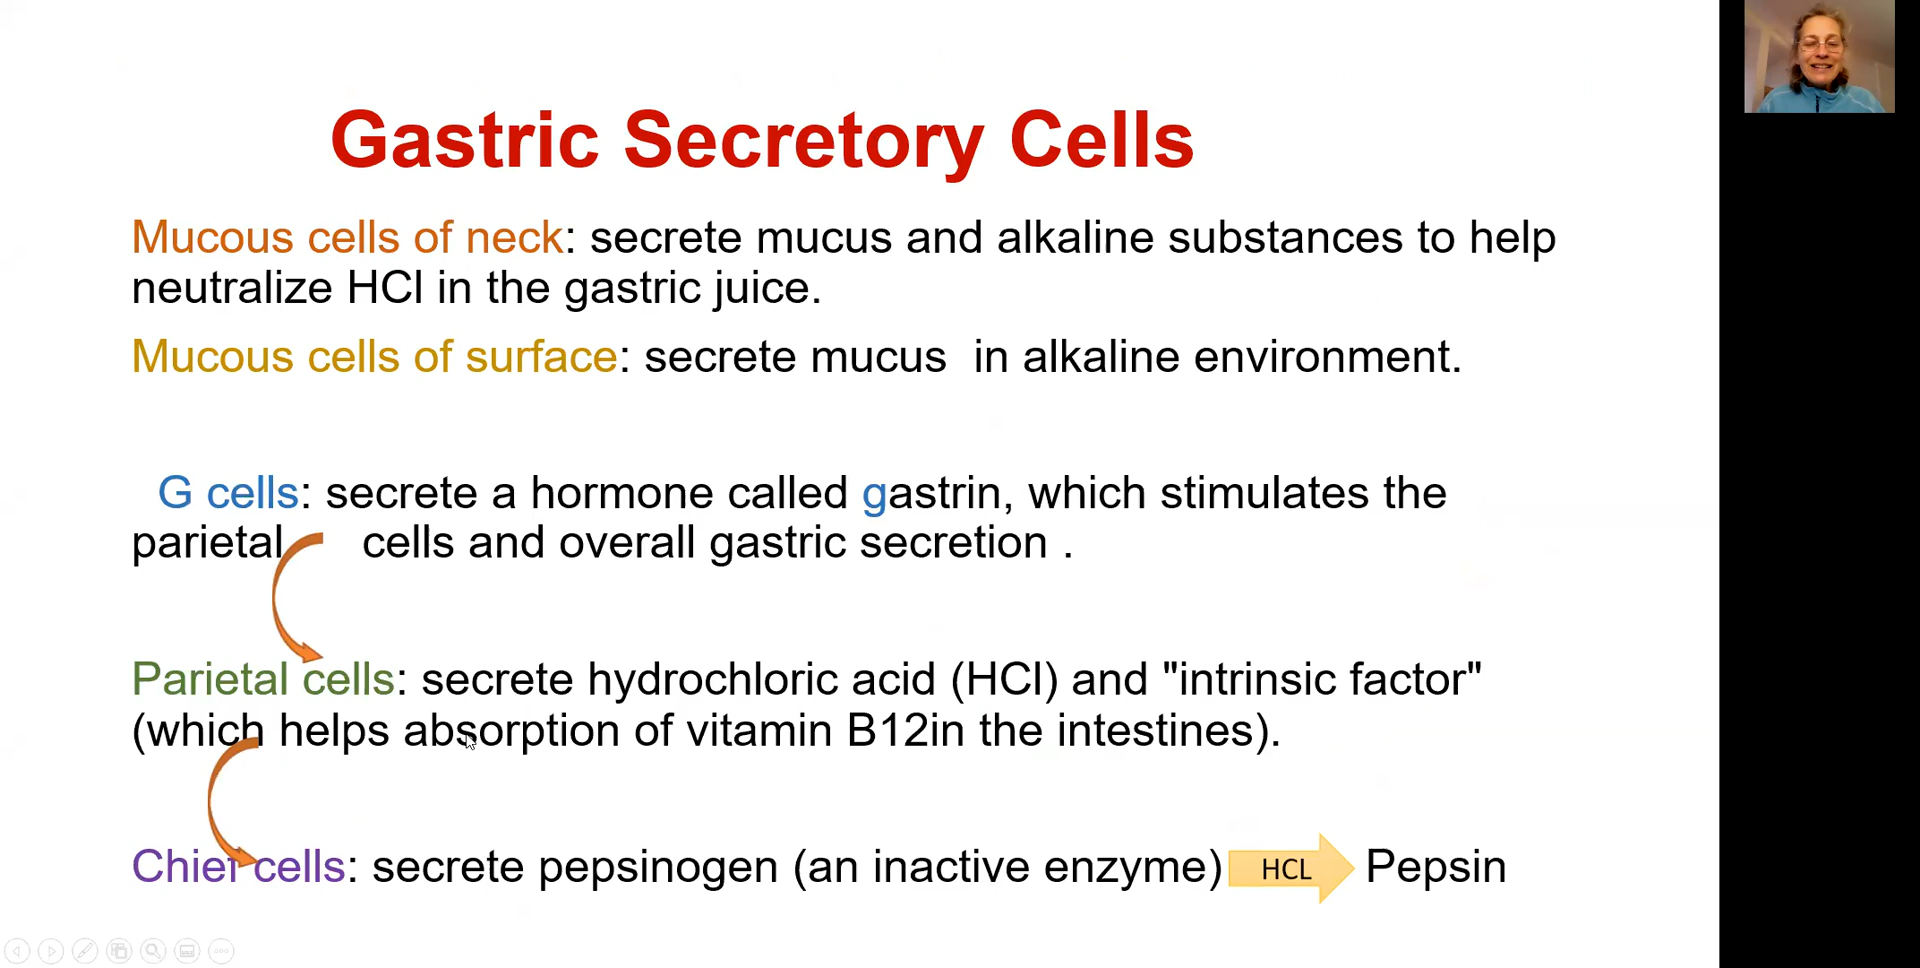 Gastric Secretory Cells
Mucous cells of neck: secrete mucus and alkaline substances to help
neutralize HCl in the gastric juice.
Mucous cells of surface: secrete mucus  in alkaline environment.
G cells: secrete a hormone called gastrin, which stimulates the
parietal cells and overall gastric secretion .
Parietal cells: secrete hydrochloric acid (HCl) and "intrinsic factor"
(which helps absorption of vitamin B12in the intestines).
Chief cells: secrete pepsinogen (an inactive enzyme) HCL Pepsin